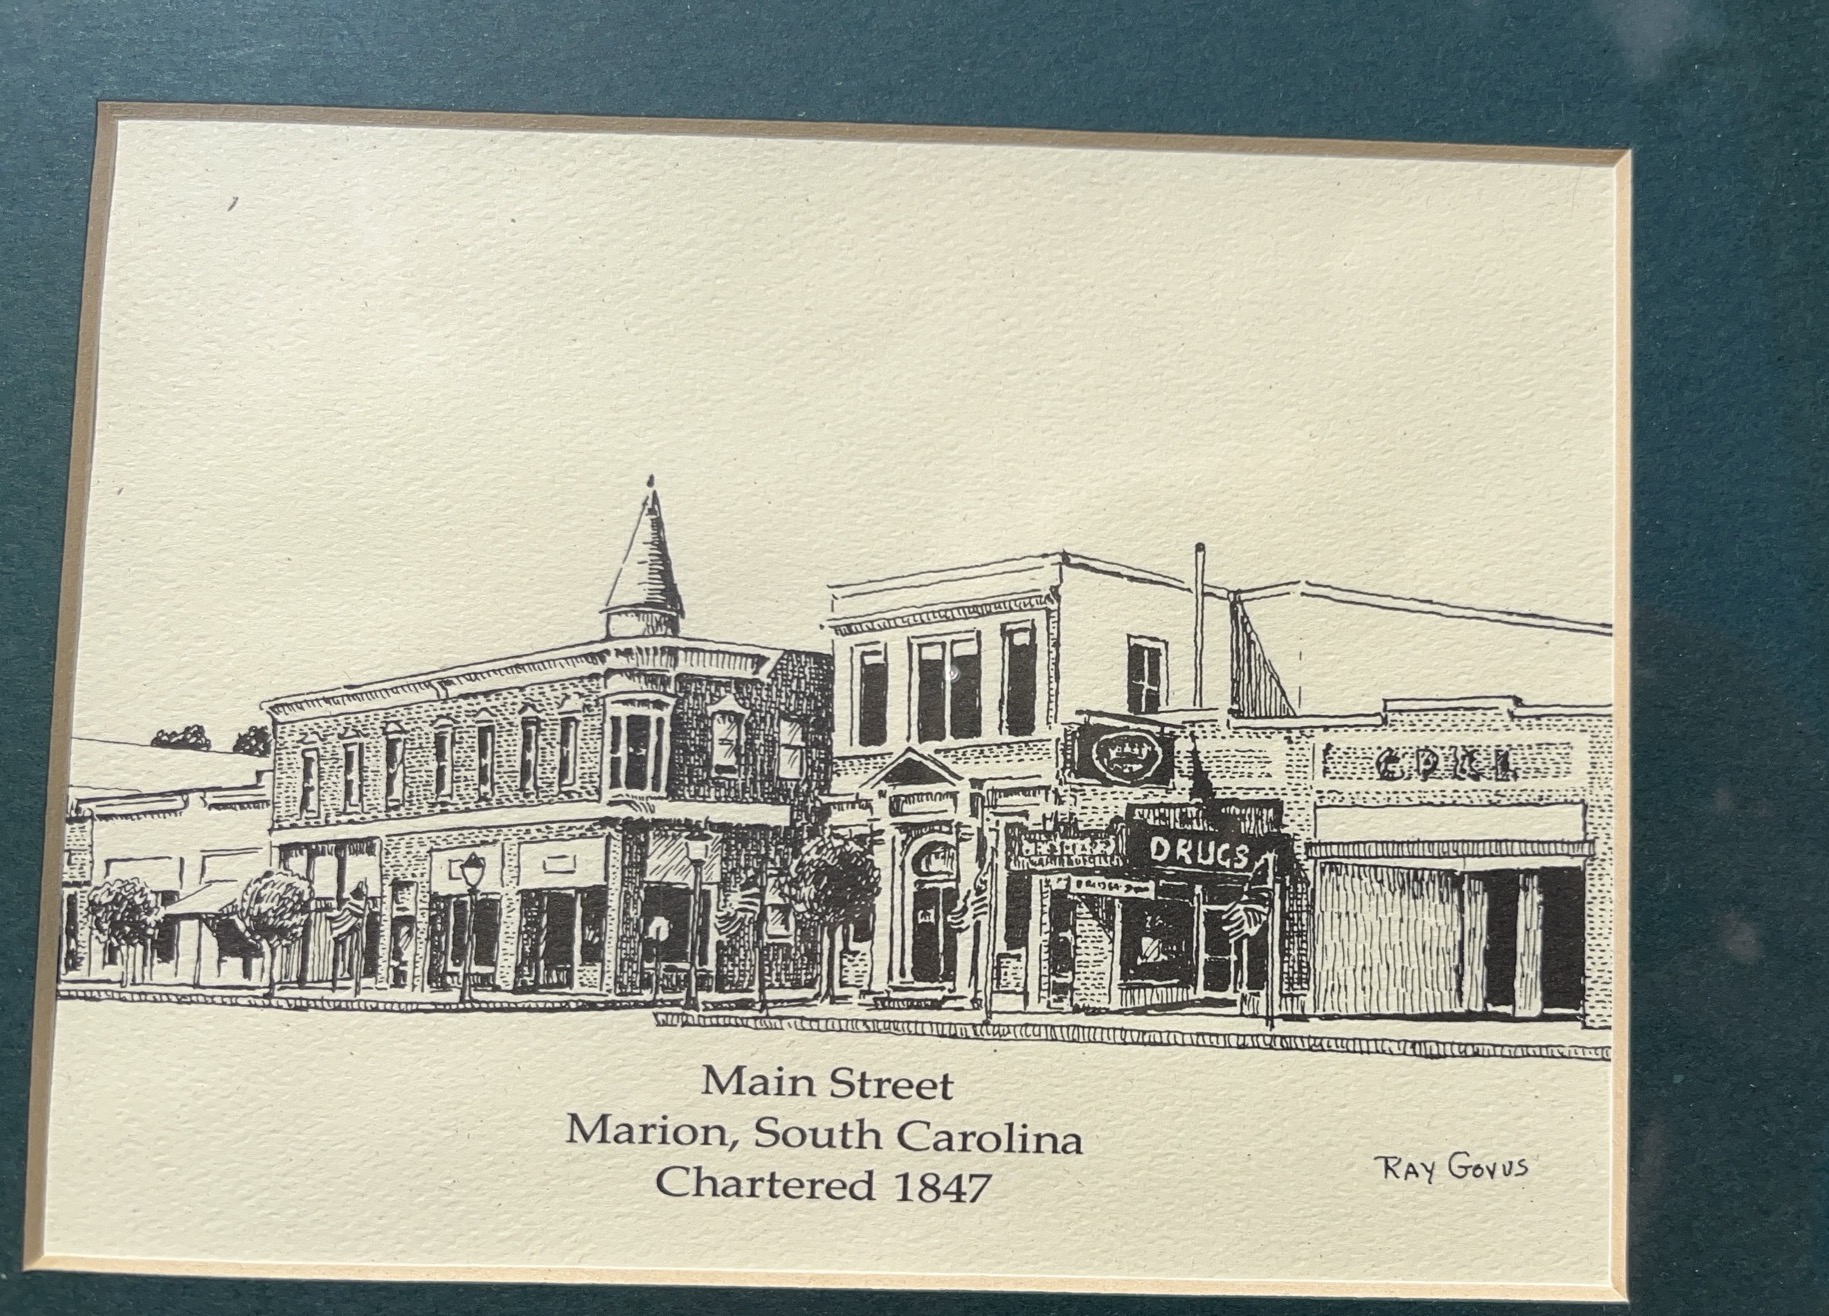 DRUGS
Main Street
Marion, South Carolina
Chartered 1847
RAY GOVUS